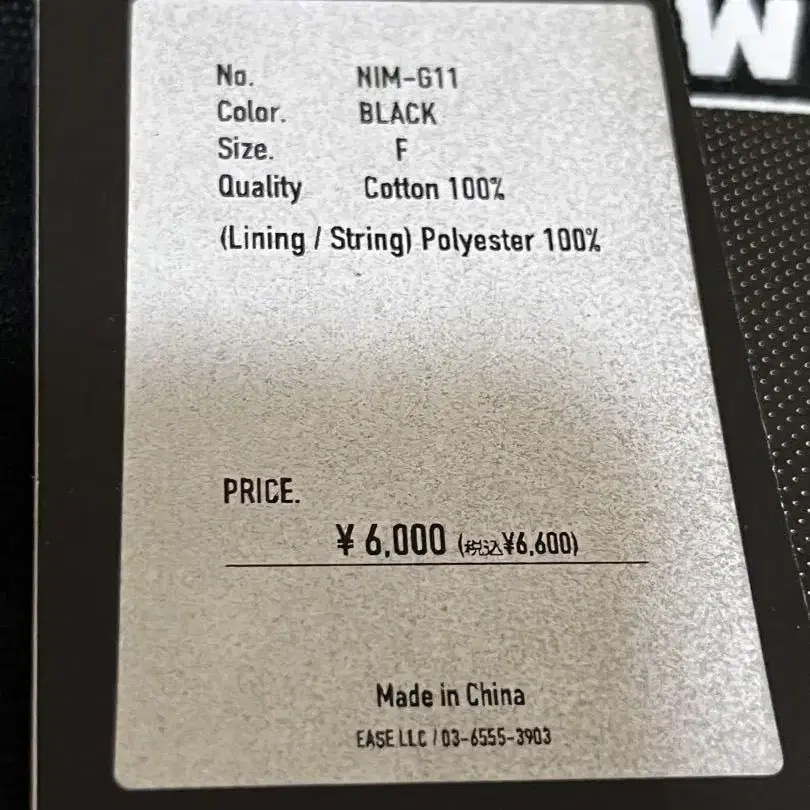 W
No. NIM-G11
Color. BLACK
Size. F
Quality Cotton 100%
(Lining / String) Polyester 100%
PRICE.
¥ 6,000 (税込¥6,600)
Made in China
EASE LLC / 03-6555-3903